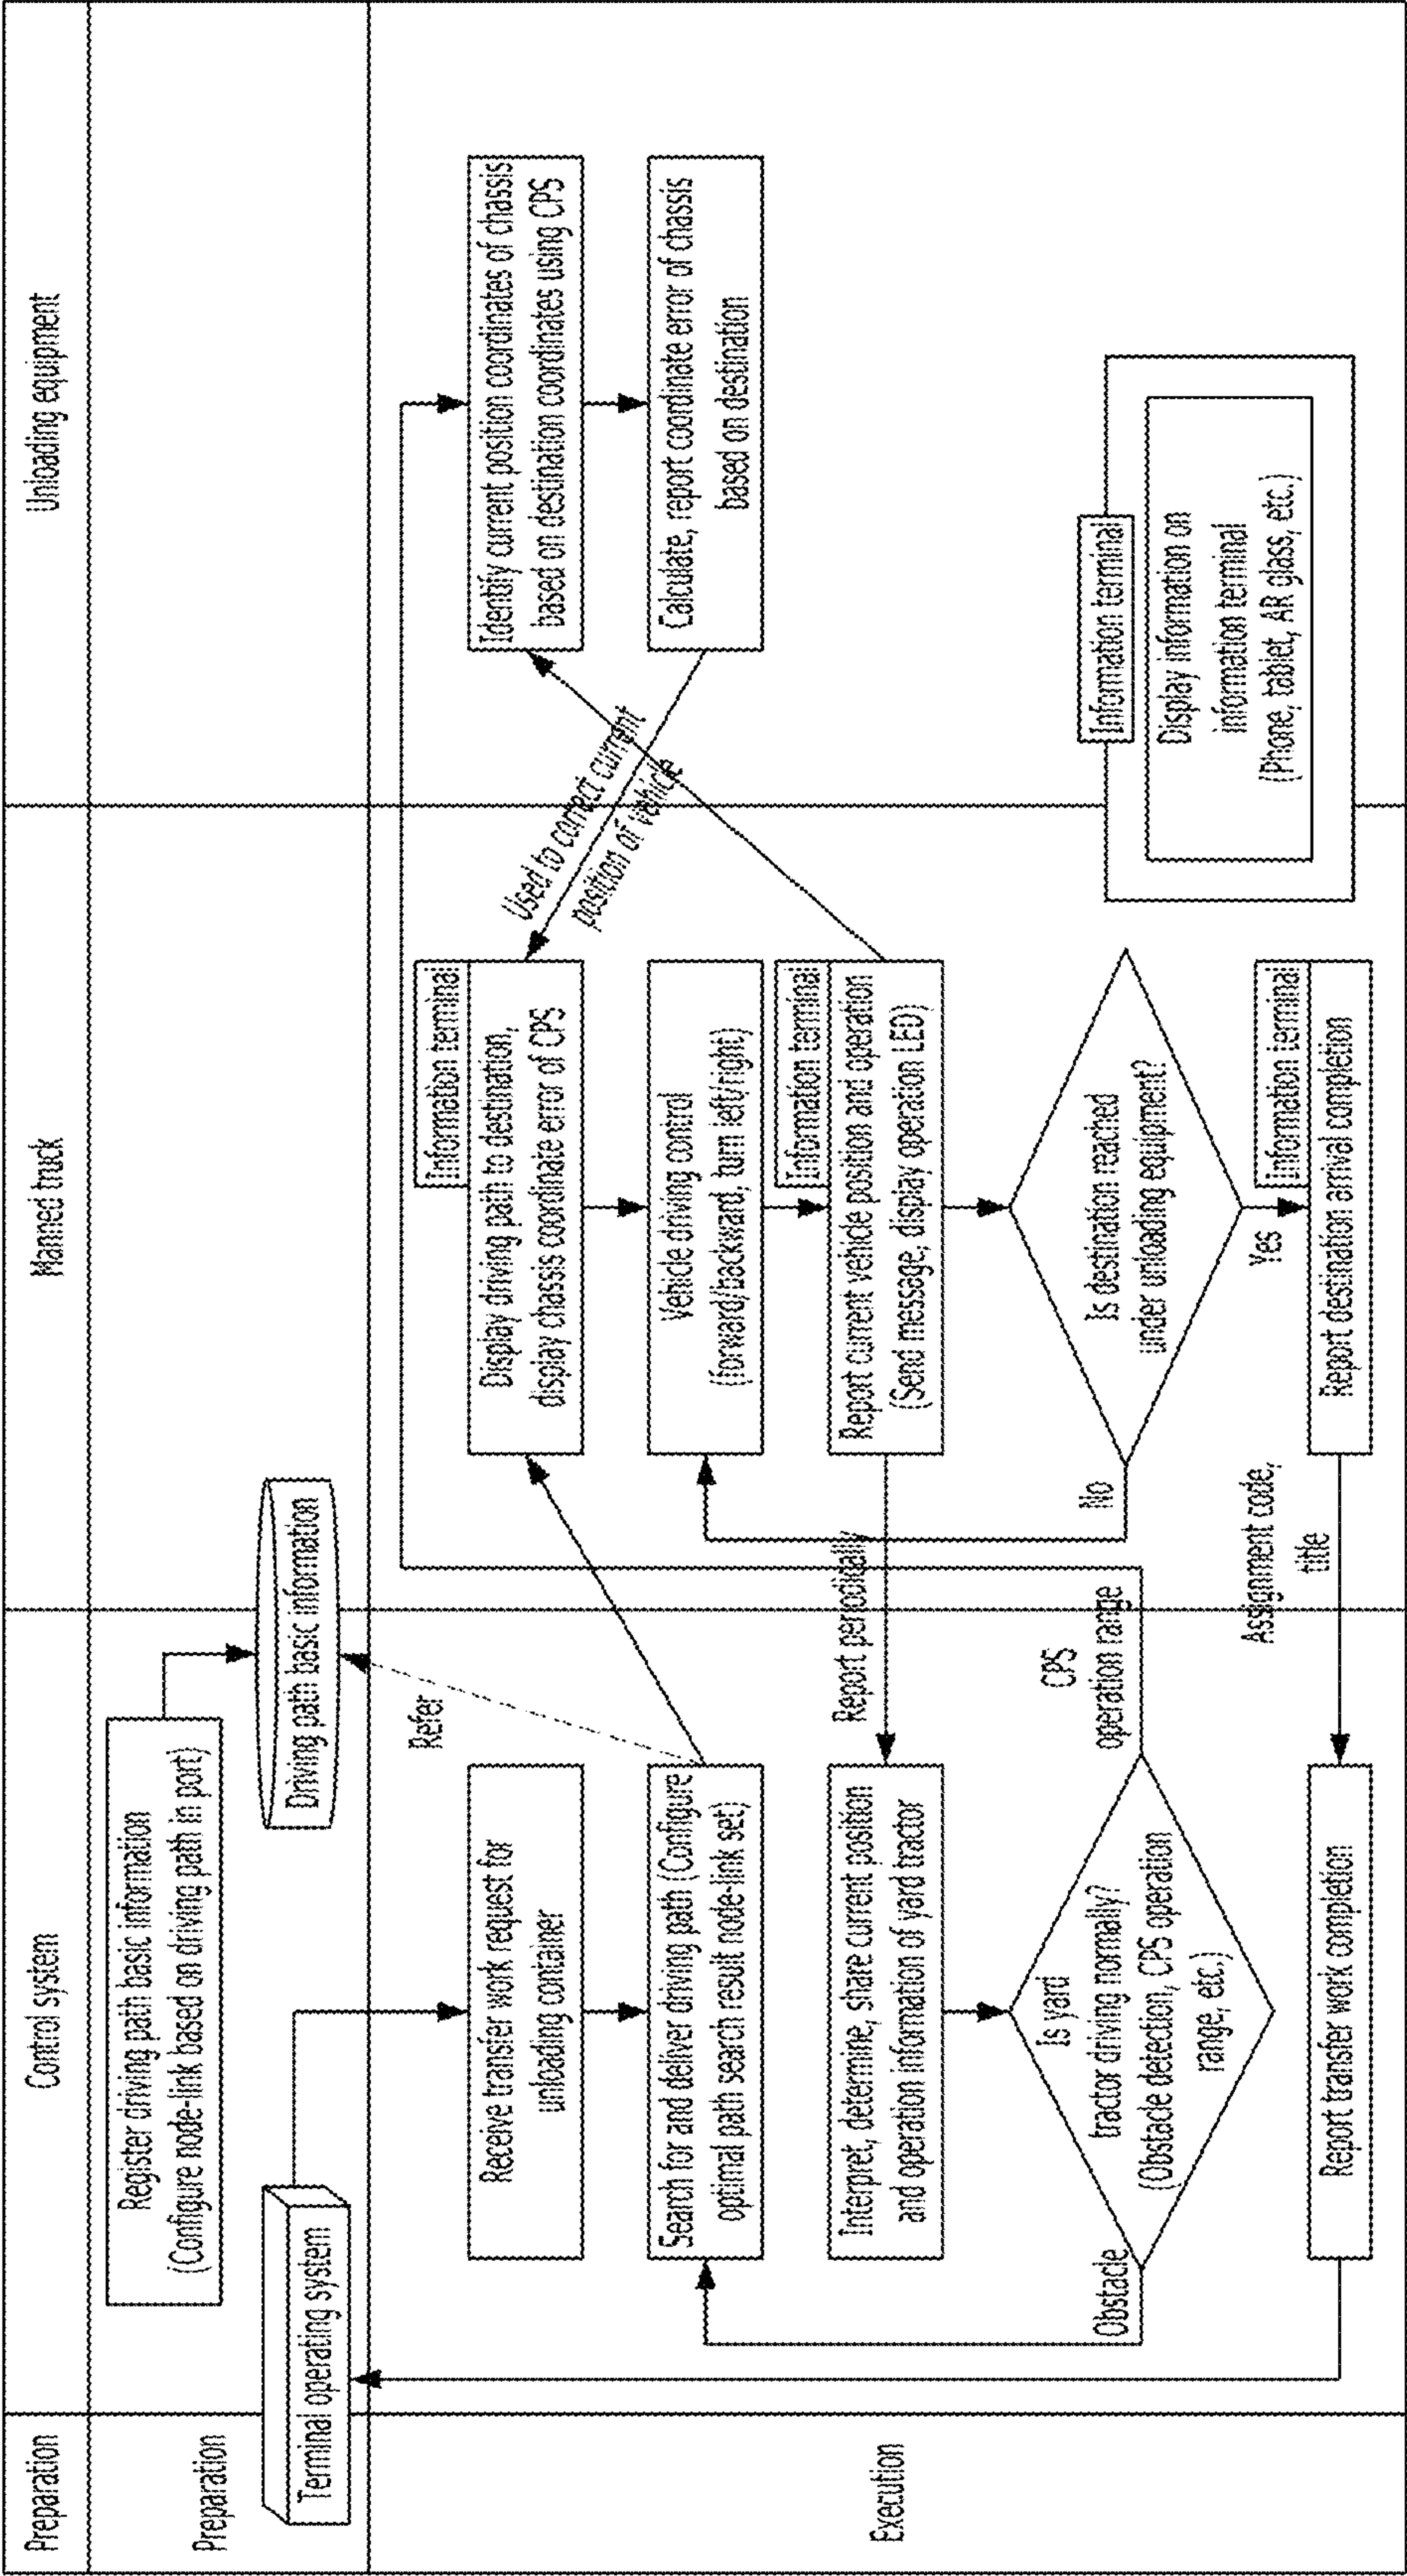 Preparation
Control system
Manned truck
Unloading equipment
Preparation
Register driving path basic information
(Configure node-link based on driving path in port)
Terminal operating system
Driving path basic information
Execution
Refer
Receive transfer work request for
unloading container
Search for and deliver driving path (Configure
optimal path search result node-link set)
Interpret, determine, share current position
and operation information of yard tractor
Is yard
tractor driving normally?
(Obstacle detection, CPS operation
range, etc.)
Obstacle
CPS
operation range
Report transfer work completion
Report periodically
Assignment code,
title
Information terminal
Display driving path to destination,
display chassis coordinate error of CPS
Vehicle driving control
(forward/backward, turn left/right)
Information terminal
Report current vehicle position and operation
(Send message, display operation LED)
Is destination reached
under unloading equipment?
No
Yes
Information terminal
Report destination arrival completion
Used to correct current
position of vehicle
Identify current position coordinates of chassis
based on destination coordinates using CPS
Calculate, report coordinate error of chassis
based on destination
Information terminal
Display information on
information terminal
(Phone, tablet, AR glass, etc.)